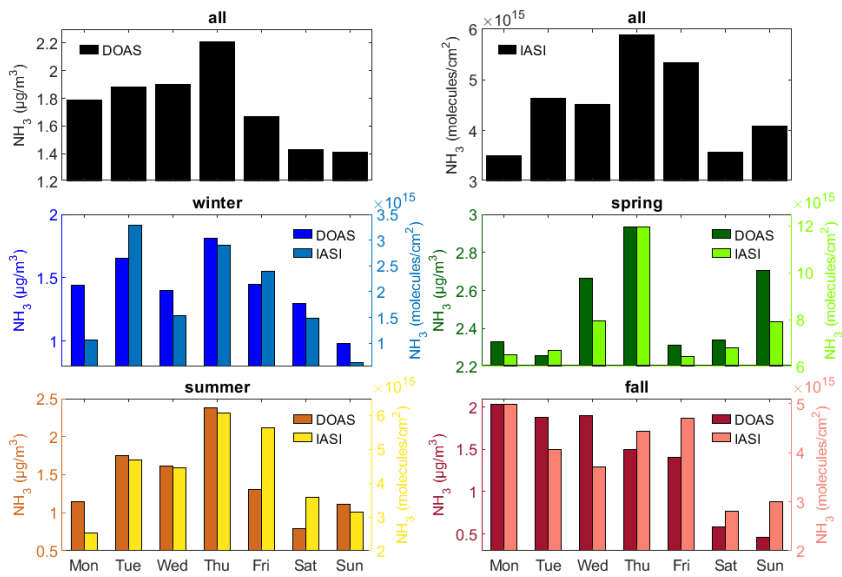 all
NH3 (µg/m3)
2.2
2
1.8
1.6
1.4
1.2
DOAS
all
×10^15
NH3 (molecules/cm2)
6
5
4
3
IASI
winter
NH3 (µg/m3)
2
1.5
1
DOAS
IASI
×10^15
3.5
3
2.5
2
1.5
1
NH3 (molecules/cm2)
spring
NH3 (µg/m3)
3
2.8
2.6
2.4
2.2
DOAS
IASI
×10^15
12
10
8
6
NH3 (molecules/cm2)
summer
NH3 (µg/m3)
2.5
2
1.5
1
0.5
DOAS
IASI
×10^15
6
5
4
3
2
NH3 (molecules/cm2)
Mon Tue Wed Thu Fri Sat Sun
fall
NH3 (µg/m3)
2
1.5
1
0.5
DOAS
IASI
×10^15
5
4
3
2
NH3 (molecules/cm2)
Mon Tue Wed Thu Fri Sat Sun